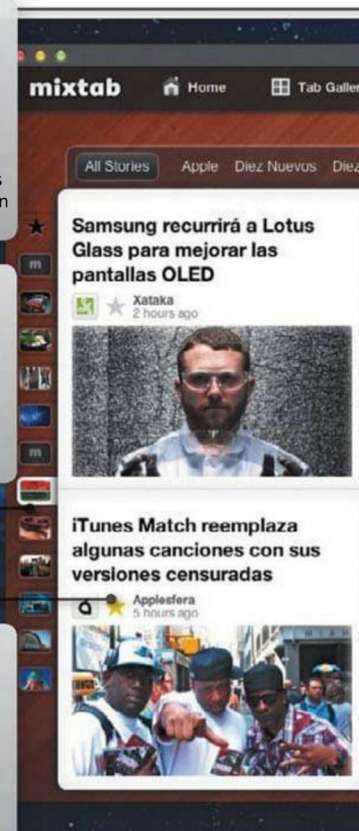 s
n
mixtab Home Tab Galler
All Stories Apple Diez Nuevos Diez
Samsung recurrirá a Lotus
Glass para mejorar las
pantallas OLED
Xataka
2 hours ago
m
m
iTunes Match reemplaza
algunas canciones con sus
versiones censuradas
a
Applesfera
5 hours ago